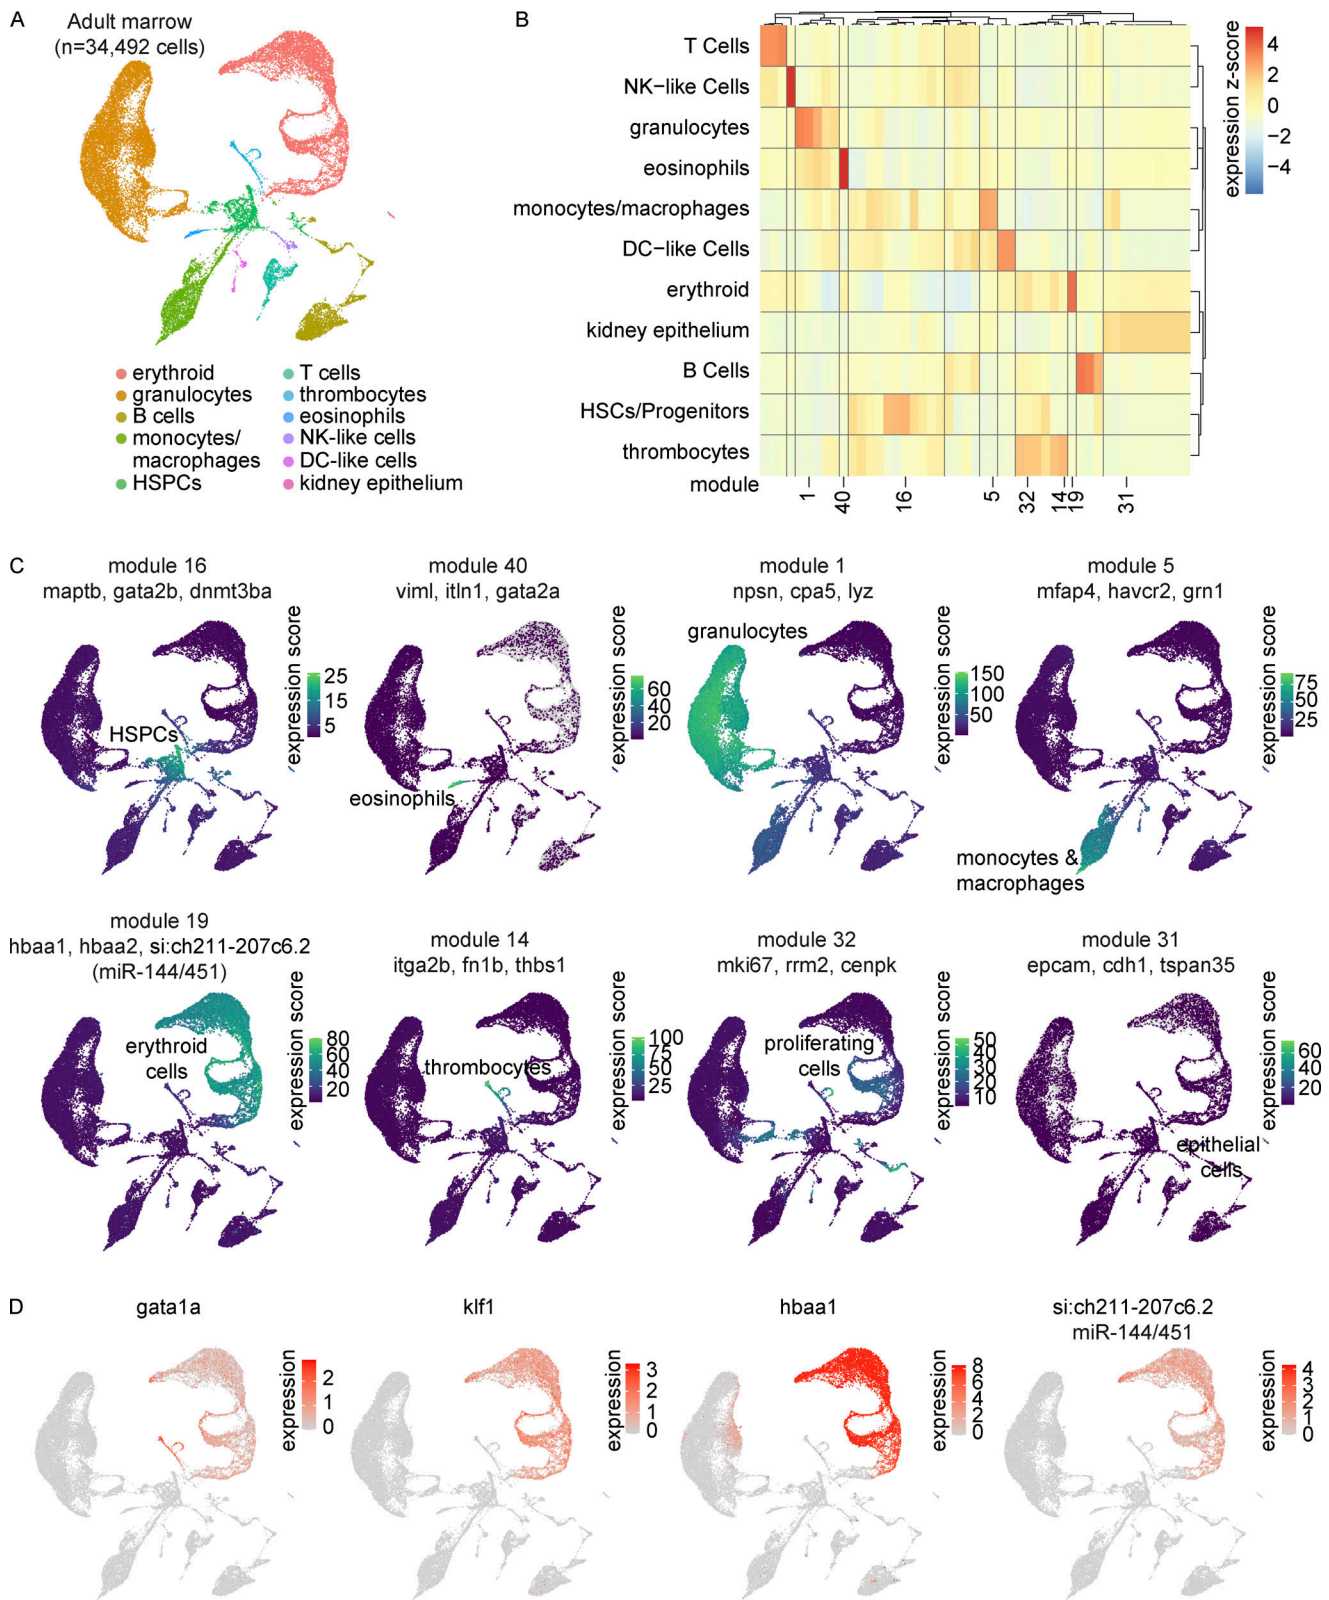 A
Adult marrow
(n=34,492 cells)
erythroid
granulocytes
B cells
monocytes/
macrophages
HSPCs
T cells
thrombocytes
eosinophils
NK-like cells
DC-like cells
kidney epithelium
B
T Cells
NK−like Cells
granulocytes
eosinophils
monocytes/macrophages
DC−like Cells
erythroid
kidney epithelium
B Cells
HSCs/Progenitors
thrombocytes
module
1
40
16
5
32
14
19
31
expression z-score
4
2
0
−2
−4
C
module 16
maptb, gata2b, dnmt3ba
HSPCs
expression score
25
15
5
module 40
viml, itln1, gata2a
eosinophils
expression score
60
40
20
module 1
npsn, cpa5, lyz
granulocytes
expression score
150
100
50
module 5
mfap4, havcr2, grn1
monocytes &
macrophages
expression score
75
50
25
module 19
hbaa1, hbaa2, si:ch211-207c6.2
(miR-144/451)
erythroid
cells
expression score
80
60
40
20
module 14
itga2b, fn1b, thbs1
thrombocytes
expression score
100
75
50
25
module 32
mki67, rrm2, cenpk
proliferating
cells
expression score
50
40
30
20
10
module 31
epcam, cdh1, tspan35
epithelial
cells
expression score
60
40
20
D
gata1a
expression
2
1
0
klf1
expression
3
2
1
0
hbaa1
expression
8
6
4
2
0
si:ch211-207c6.2
miR-144/451
expression
4
3
2
1
0